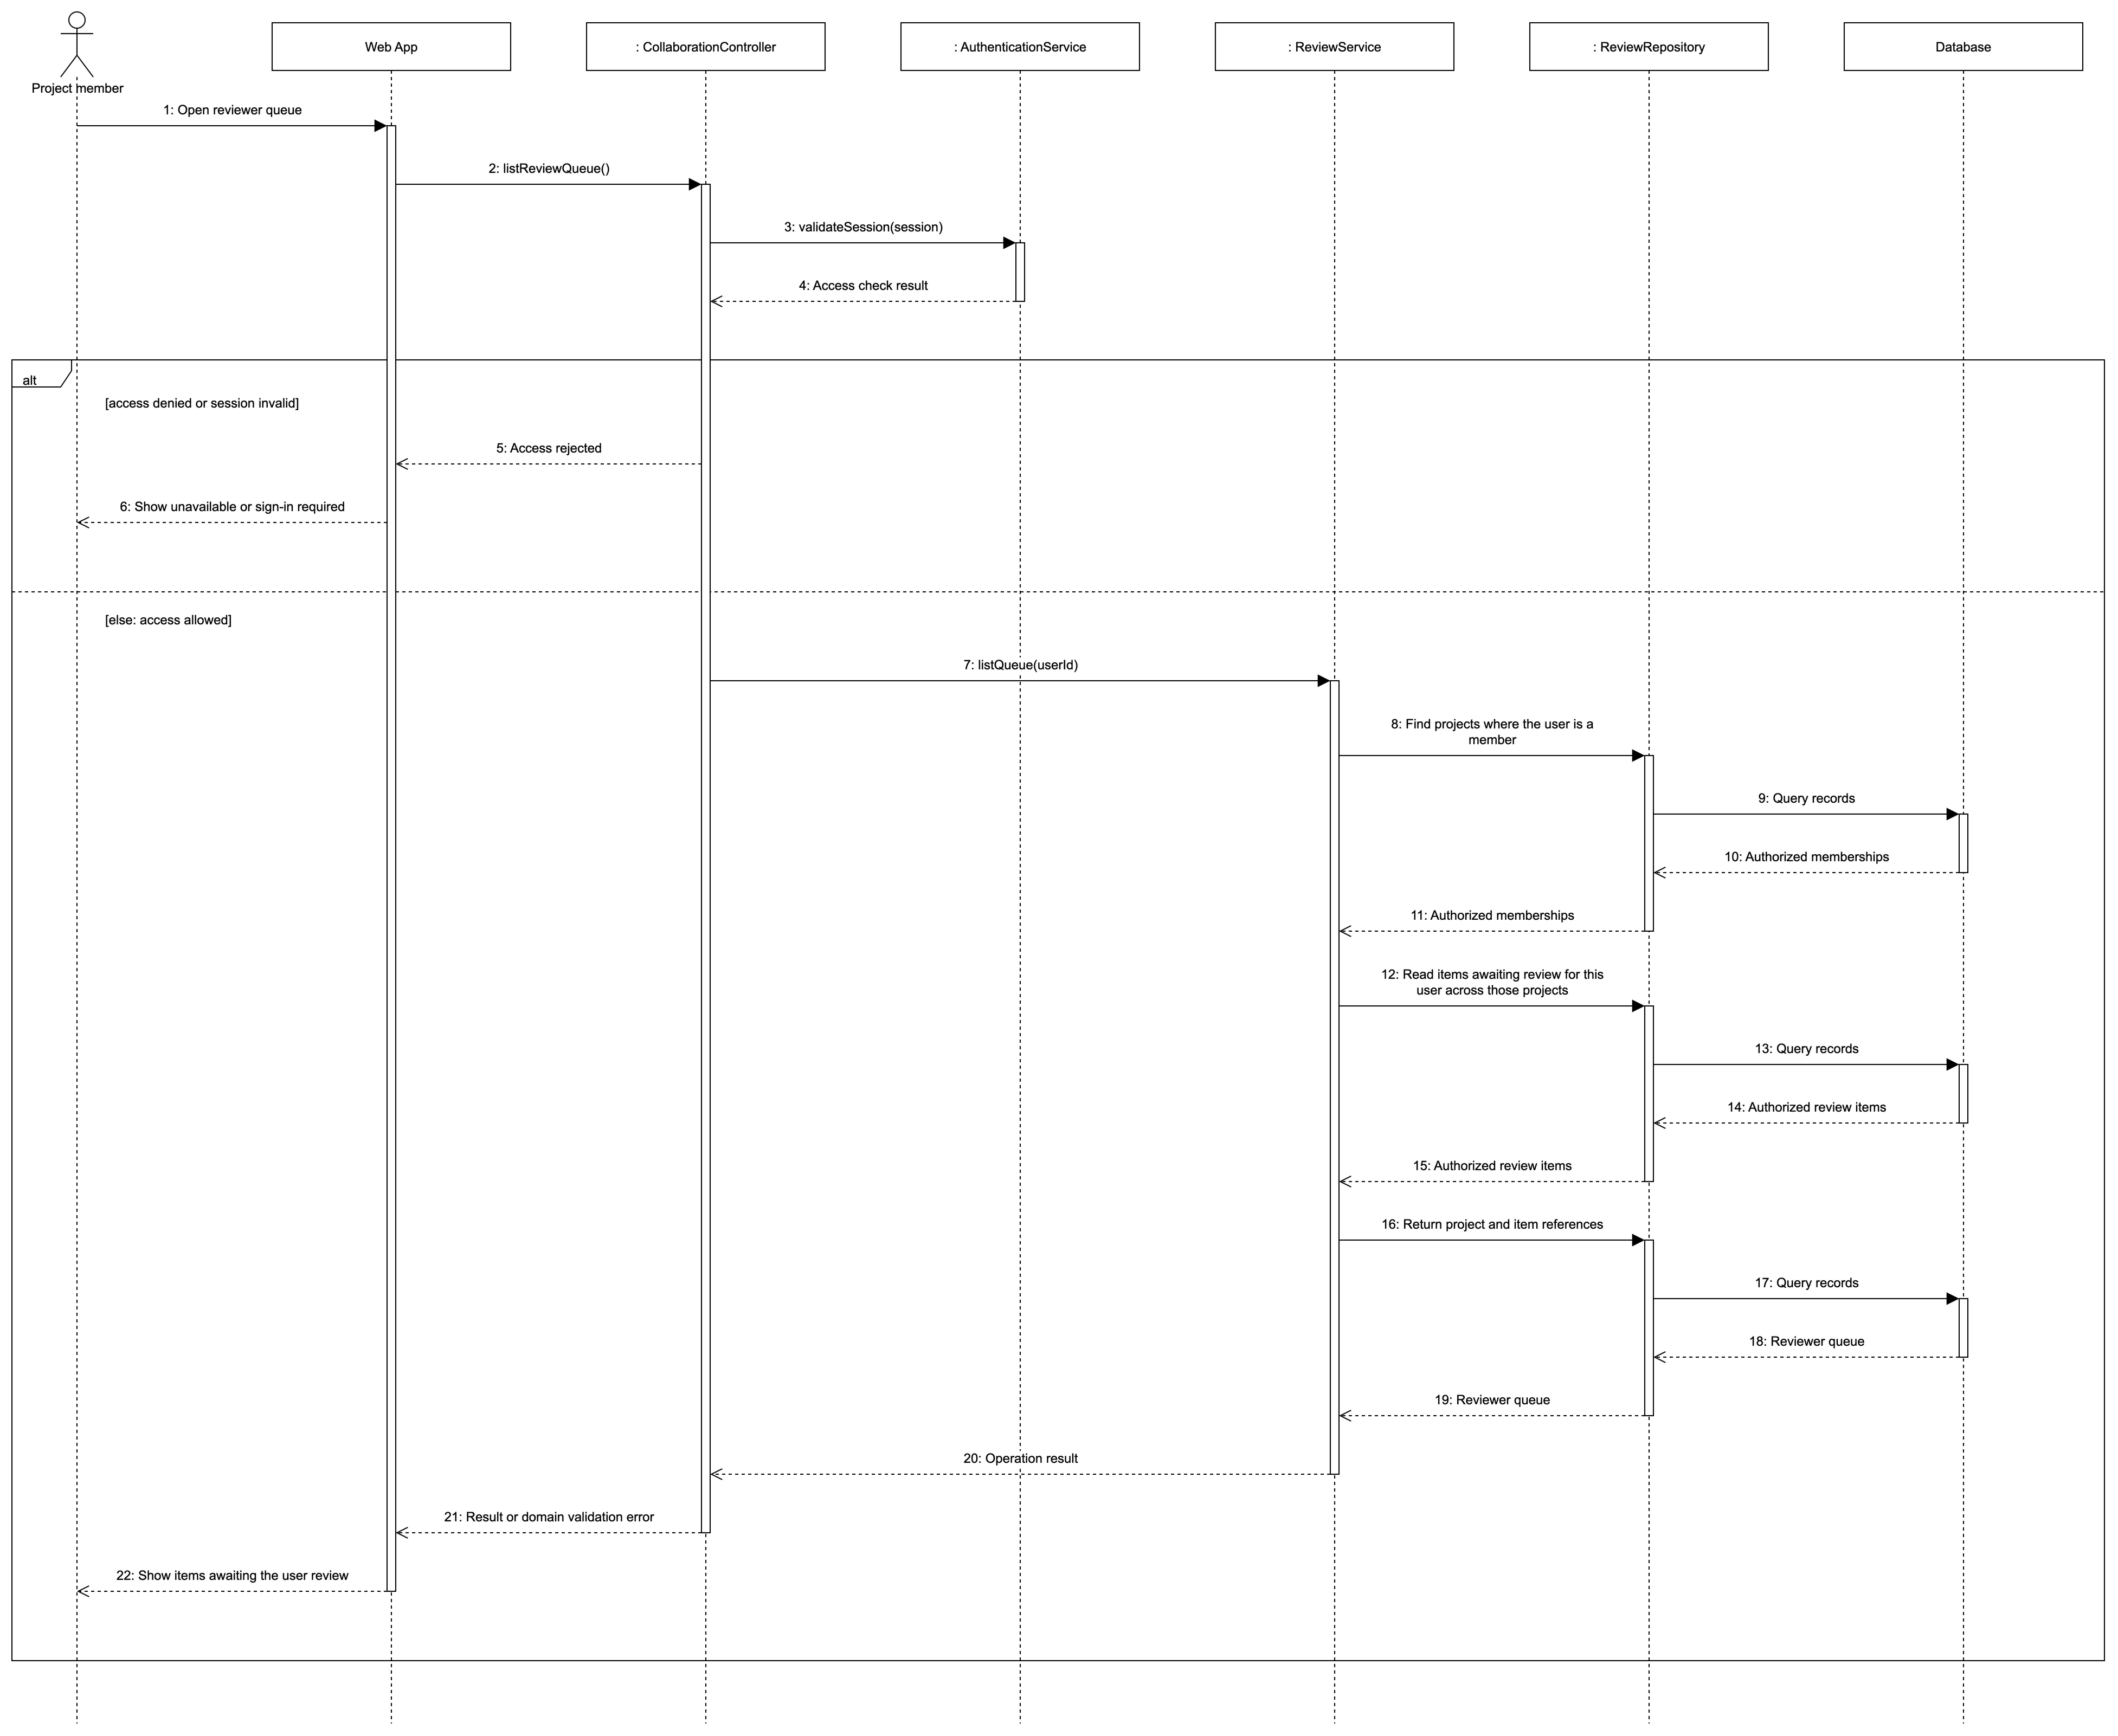 Project member
Web App
: CollaborationController
: AuthenticationService
: ReviewService
: ReviewRepository
Database
1: Open reviewer queue
2: listReviewQueue()
3: validateSession(session)
4: Access check result
alt
[access denied or session invalid]
5: Access rejected
6: Show unavailable or sign-in required
[else: access allowed]
7: listQueue(userId)
8: Find projects where the user is a
member
9: Query records
10: Authorized memberships
11: Authorized memberships
12: Read items awaiting review for this
user across those projects
13: Query records
14: Authorized review items
15: Authorized review items
16: Return project and item references
17: Query records
18: Reviewer queue
19: Reviewer queue
20: Operation result
21: Result or domain validation error
22: Show items awaiting the user review